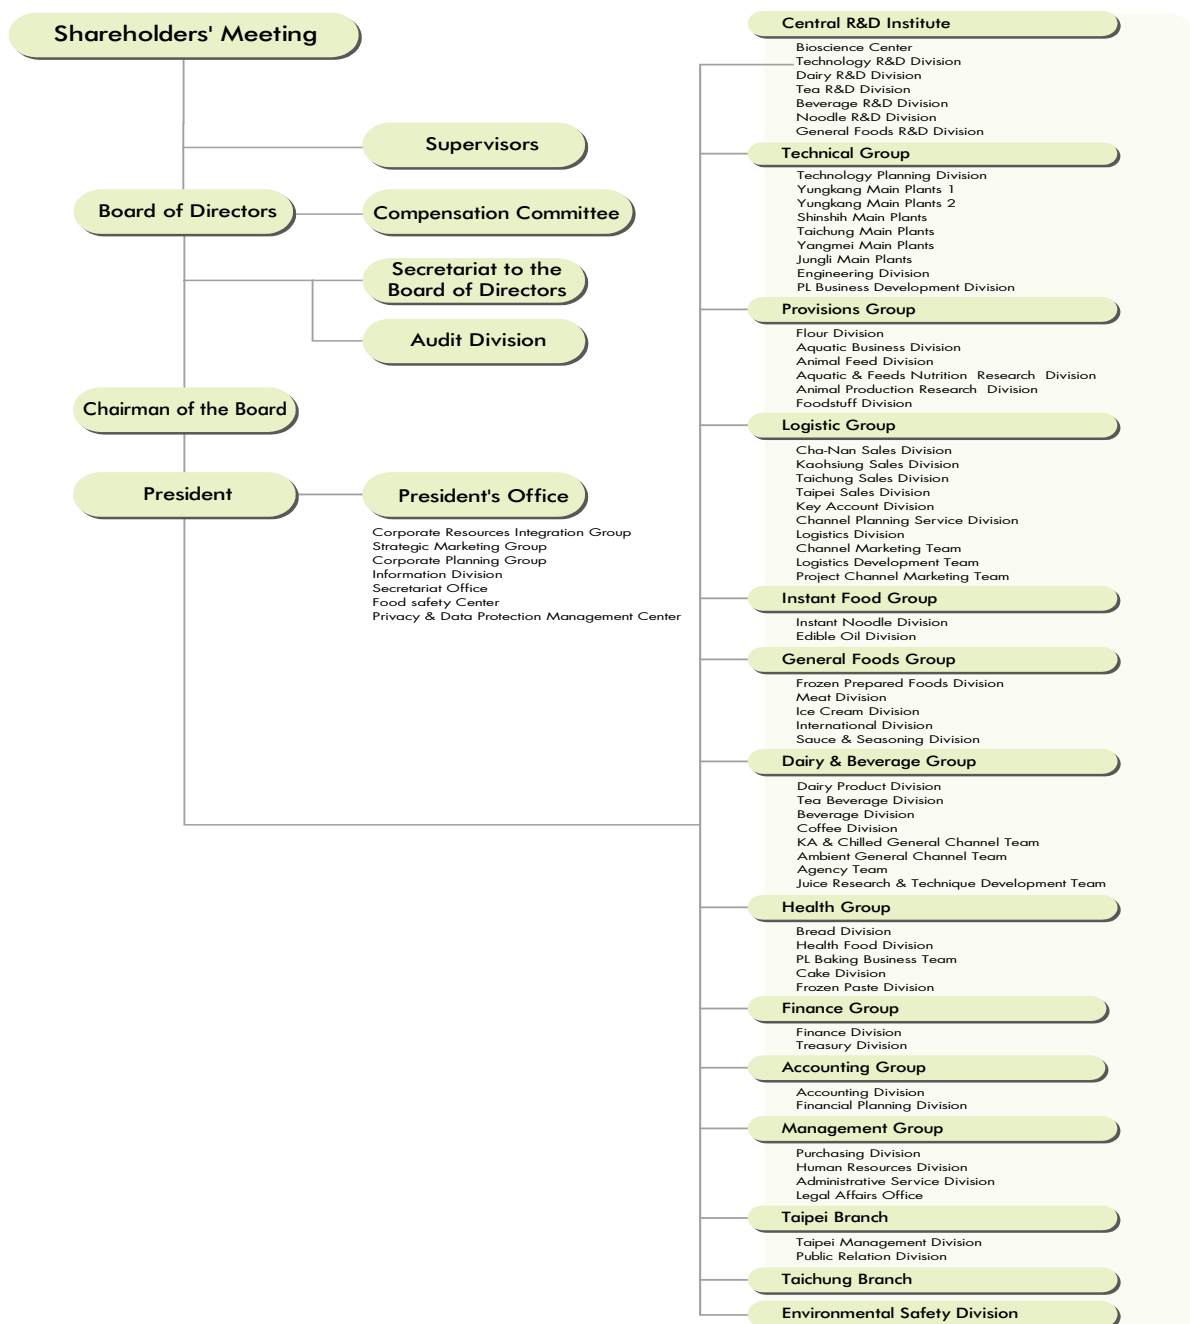 Shareholders' Meeting
Supervisors
Board of Directors
Compensation Committee
Secretariat to the
Board of Directors
Audit Division
Chairman of the Board
President
President's Office
Corporate Resources Integration Group
Strategic Marketing Group
Corporate Planning Group
Information Division
Secretariat Office
Food safety Center
Privacy & Data Protection Management Center
Central R&D Institute
Bioscience Center
Technology R&D Division
Dairy R&D Division
Tea R&D Division
Beverage R&D Division
Noodle R&D Division
General Foods R&D Division
Technical Group
Technology Planning Division
Yungkang Main Plants 1
Yungkang Main Plants 2
Shinshih Main Plants
Taichung Main Plants
Yangmei Main Plants
Jungli Main Plants
Engineering Division
PL Business Development Division
Provisions Group
Flour Division
Aquatic Business Division
Animal Feed Division
Aquatic & Feeds Nutrition Research Division
Animal Production Research Division
Foodstuff Division
Logistic Group
Cha-Nan Sales Division
Kaohsiung Sales Division
Taichung Sales Division
Taipei Sales Division
Key Account Division
Channel Planning Service Division
Logistics Division
Channel Marketing Team
Logistics Development Team
Project Channel Marketing Team
Instant Food Group
Instant Noodle Division
Edible Oil Division
General Foods Group
Frozen Prepared Foods Division
Meat Division
Ice Cream Division
International Division
Sauce & Seasoning Division
Dairy & Beverage Group
Dairy Product Division
Tea Beverage Division
Beverage Division
Coffee Division
KA & Chilled General Channel Team
Ambient General Channel Team
Agency Team
Juice Research & Technique Development Team
Health Group
Bread Division
Health Food Division
PL Baking Business Team
Cake Division
Frozen Paste Division
Finance Group
Finance Division
Treasury Division
Accounting Group
Accounting Division
Financial Planning Division
Management Group
Purchasing Division
Human Resources Division
Administrative Service Division
Legal Affairs Office
Taipei Branch
Taipei Management Division
Public Relation Division
Taichung Branch
Environmental Safety Division